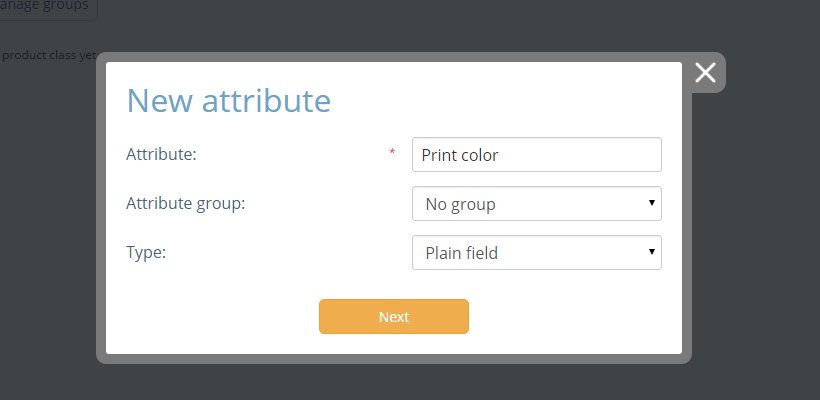 anage groups
product class yet
New attribute
Attribute: * Print color
Attribute group: No group
Type: Plain field
Next